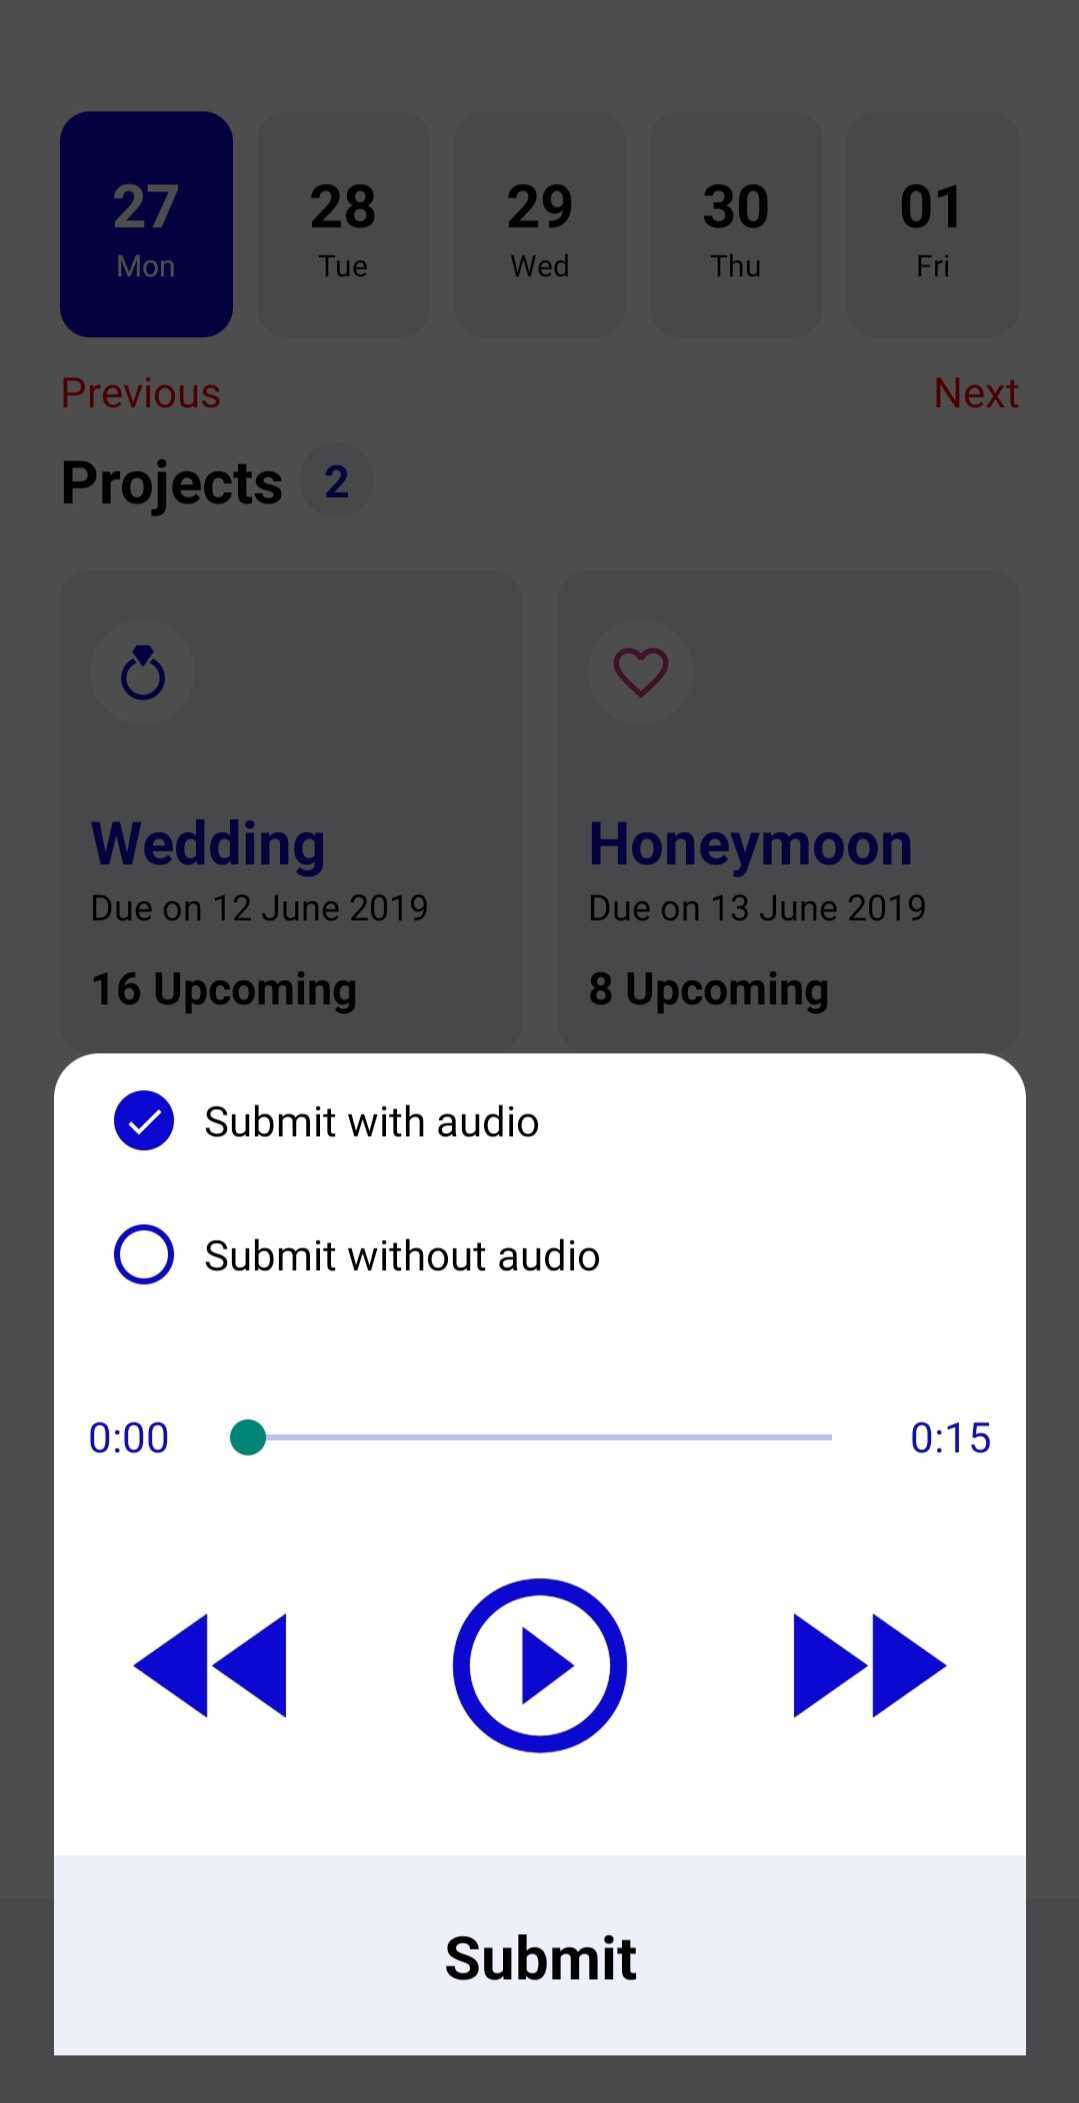 27 28 29 30 01
Mon Tue Wed Thu Fri
Previous Next
Projects 2
Wedding Honeymoon
Due on 12 June 2019 Due on 13 June 2019
16 Upcoming 8 Upcoming
Submit with audio
Submit without audio
0:00 0:15
Submit